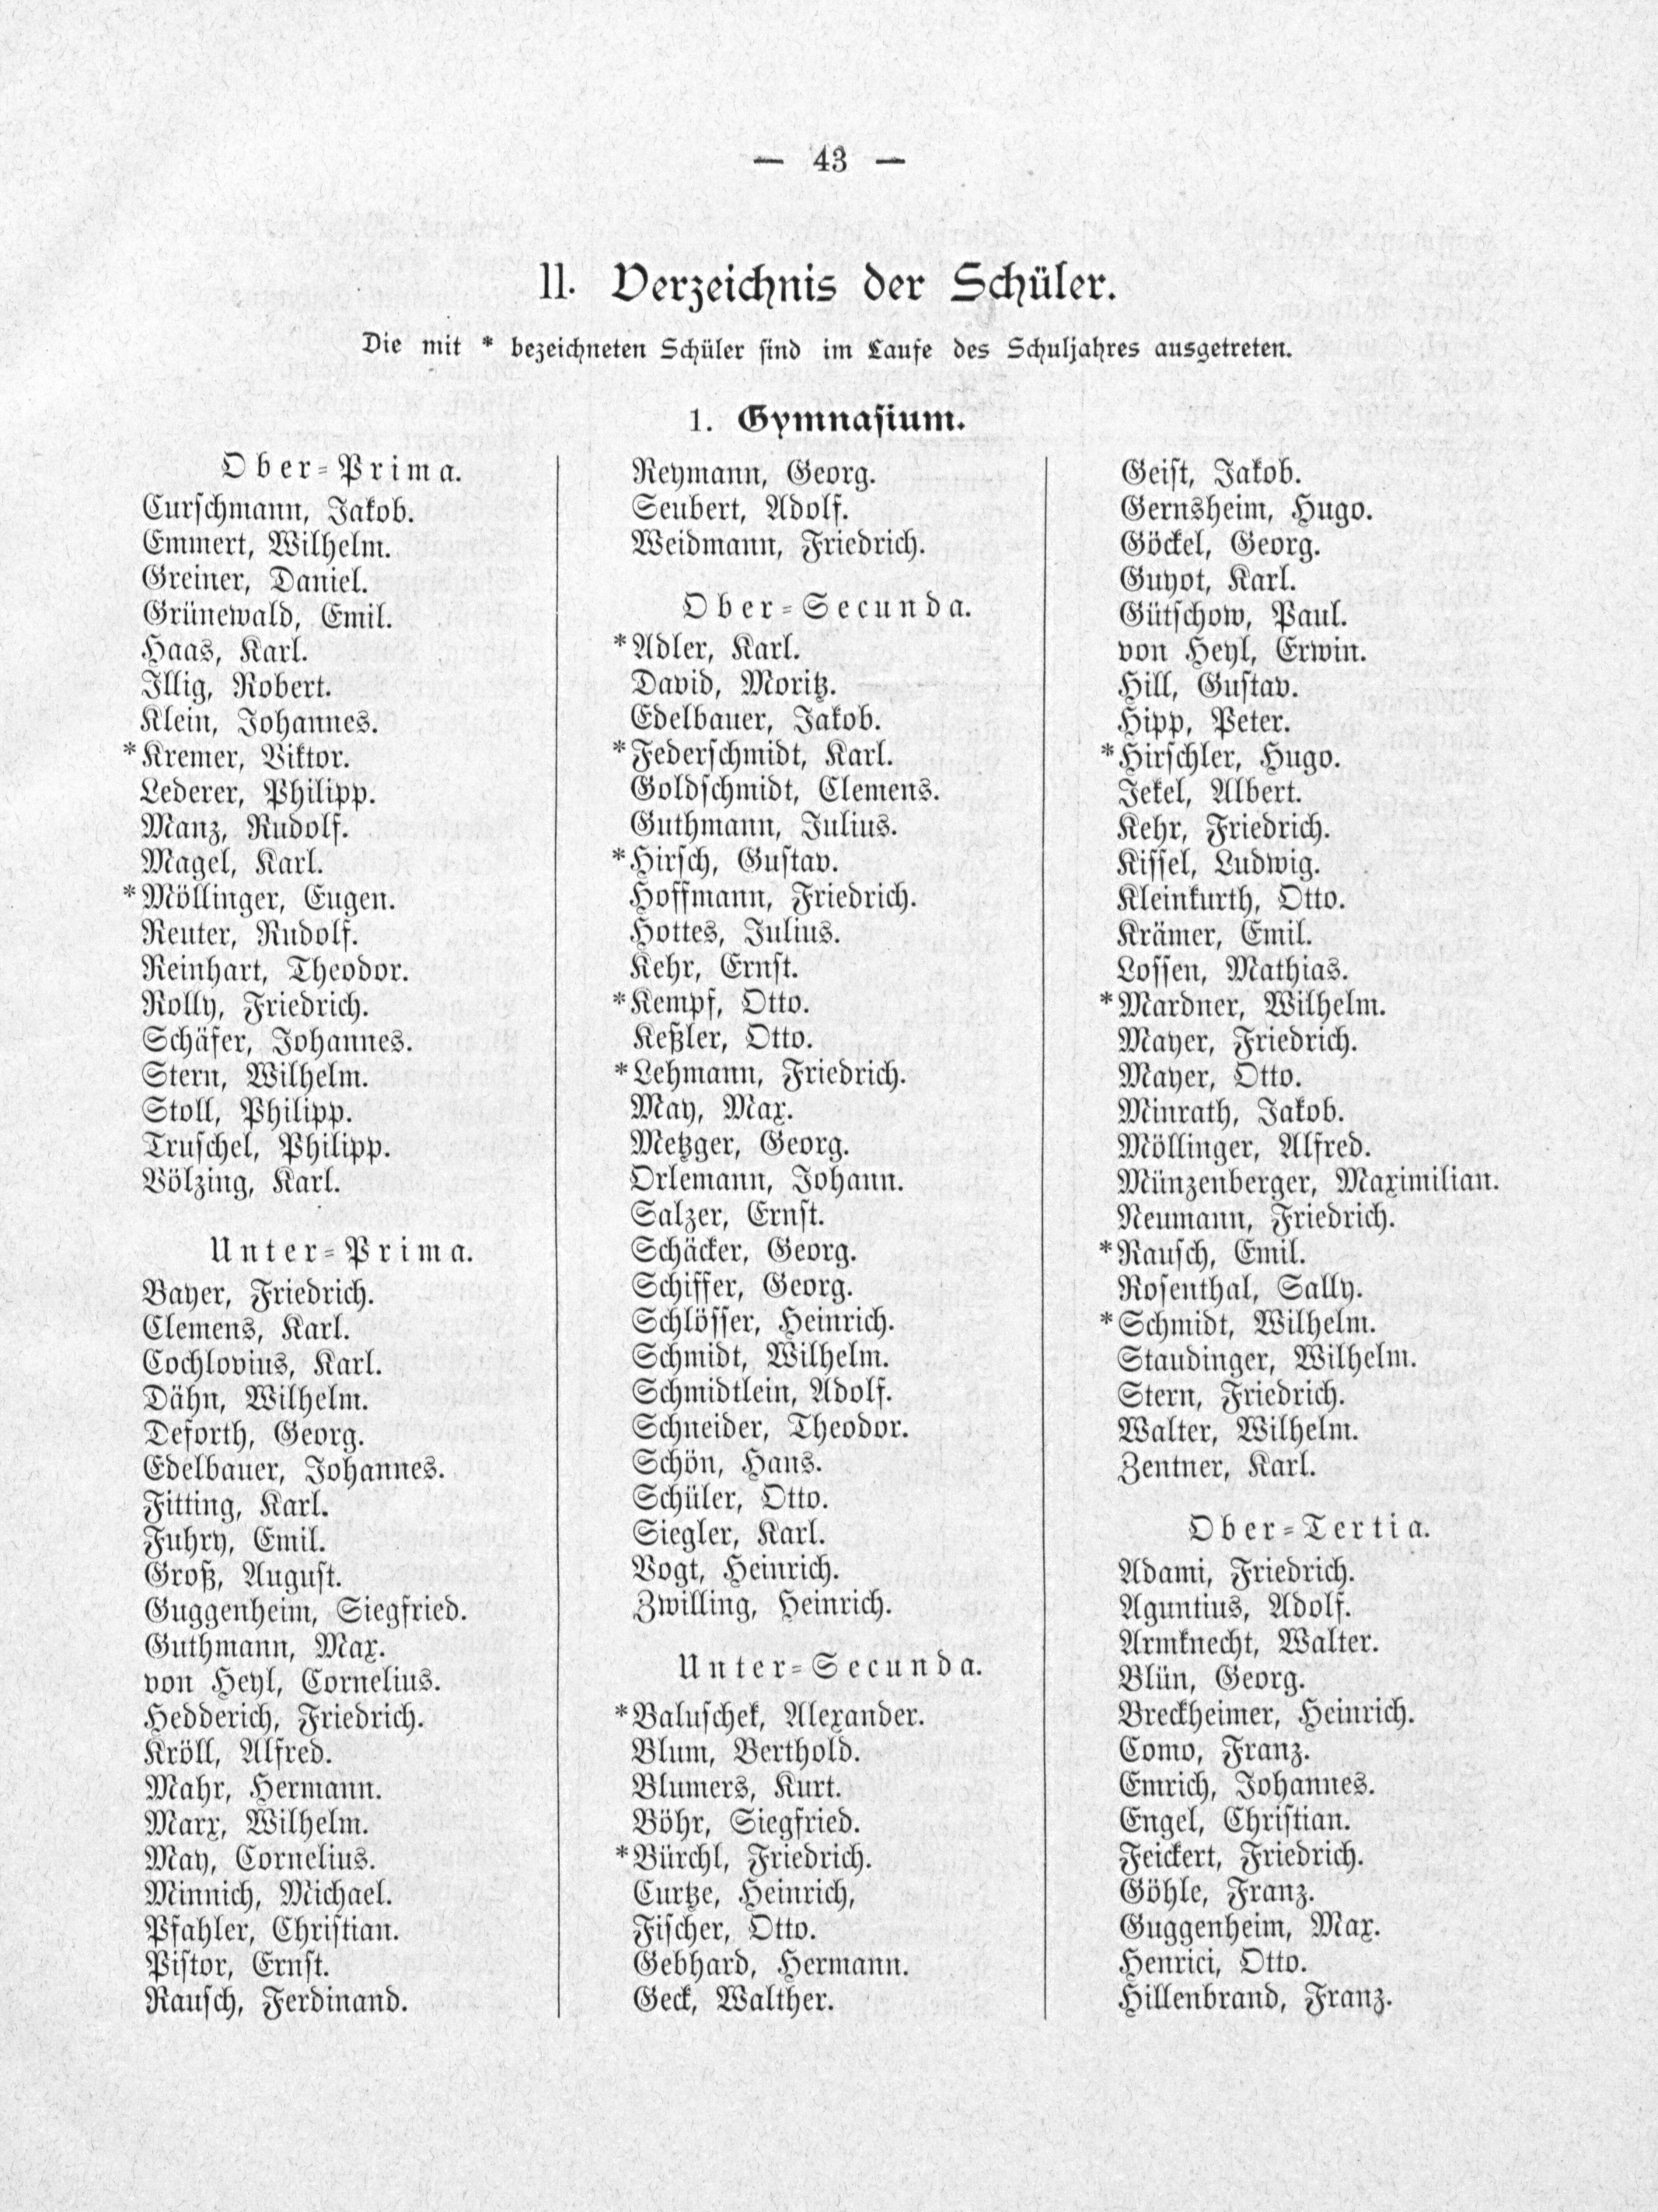 — 43 —
11. Verzeichnis der Schüler.
Die mit * bezeichneten Schüler sind im Laufe des Schuljahres ausgetreten.
1. Gymnasium.
Ober-Prima.
Curschmann, Jakob.
Emmert, Wilhelm.
Greiner, Daniel.
Grünewald, Emil.
Haas, Karl.
Illig, Robert.
Klein, Johannes.
*Kremer, Viktor.
Lederer, Philipp.
Manz, Rudolf.
Magel, Karl.
*Möllinger, Eugen.
Reuter, Rudolf.
Reinhart, Theodor.
Rolly, Friedrich.
Schäfer, Johannes.
Stern, Wilhelm.
Stoll, Philipp.
Truschel, Philipp.
Völzing, Karl.
Unter-Prima.
Bayer, Friedrich.
Clemens, Karl.
Cochlovius, Karl.
Dähn, Wilhelm.
Deforth, Georg.
Edelbauer, Johannes.
Fitting, Karl.
Fuhry, Emil.
Groß, August.
Guggenheim, Siegfried.
Guthmann, Max.
von Heyl, Cornelius.
Hedderich, Friedrich.
Kröll, Alfred.
Mahr, Hermann.
Marx, Wilhelm.
May, Cornelius.
Minnich, Michael.
Pfahler, Christian.
Pistor, Ernst.
Rausch, Ferdinand.
Reymann, Georg.
Seubert, Adolf.
Weidmann, Friedrich.
Ober-Secunda.
*Adler, Karl.
David, Moritz.
Edelbauer, Jakob.
*Federschmidt, Karl.
Goldschmidt, Clemens.
Guthmann, Julius.
*Hirsch, Gustav.
Hoffmann, Friedrich.
Hottes, Julius.
Kehr, Ernst.
*Kempf, Otto.
Keßler, Otto.
*Lehmann, Friedrich.
May, Max.
Metzger, Georg.
Orlemann, Johann.
Salzer, Ernst.
Schäcker, Georg.
Schiffer, Georg.
Schlösser, Heinrich.
Schmidt, Wilhelm.
Schmidtlein, Adolf.
Schneider, Theodor.
Schön, Hans.
Schüler, Otto.
Siegler, Karl.
Vogt, Heinrich.
Zwilling, Heinrich.
Unter-Secunda.
*Baluschek, Alexander.
Blum, Berthold.
Blumers, Kurt.
Böhr, Siegfried.
*Bürchl, Friedrich.
Curtze, Heinrich,
Fischer, Otto.
Gebhard, Hermann.
Geck, Walther.
Geist, Jakob.
Gernsheim, Hugo.
Göckel, Georg.
Guyot, Karl.
Gütschow, Paul.
von Heyl, Erwin.
Hill, Gustav.
Hipp, Peter.
*Hirschler, Hugo.
Jekel, Albert.
Kehr, Friedrich.
Kissel, Ludwig.
Kleinkurth, Otto.
Krämer, Emil.
Lossen, Mathias.
*Mardner, Wilhelm.
Mayer, Friedrich.
Mayer, Otto.
Minrath, Jakob.
Möllinger, Alfred.
Münzenberger, Maximilian.
Neumann, Friedrich.
*Rausch, Emil.
Rosenthal, Sally.
*Schmidt, Wilhelm.
Staudinger, Wilhelm.
Stern, Friedrich.
Walter, Wilhelm.
Zentner, Karl.
Ober-Tertia.
Adami, Friedrich.
Aguntius, Adolf.
Armknecht, Walter.
Blün, Georg.
Breckheimer, Heinrich.
Como, Franz.
Emrich, Johannes.
Engel, Christian.
Feickert, Friedrich.
Göhle, Franz.
Guggenheim, Max.
Henrici, Otto.
Hillenbrand, Franz.